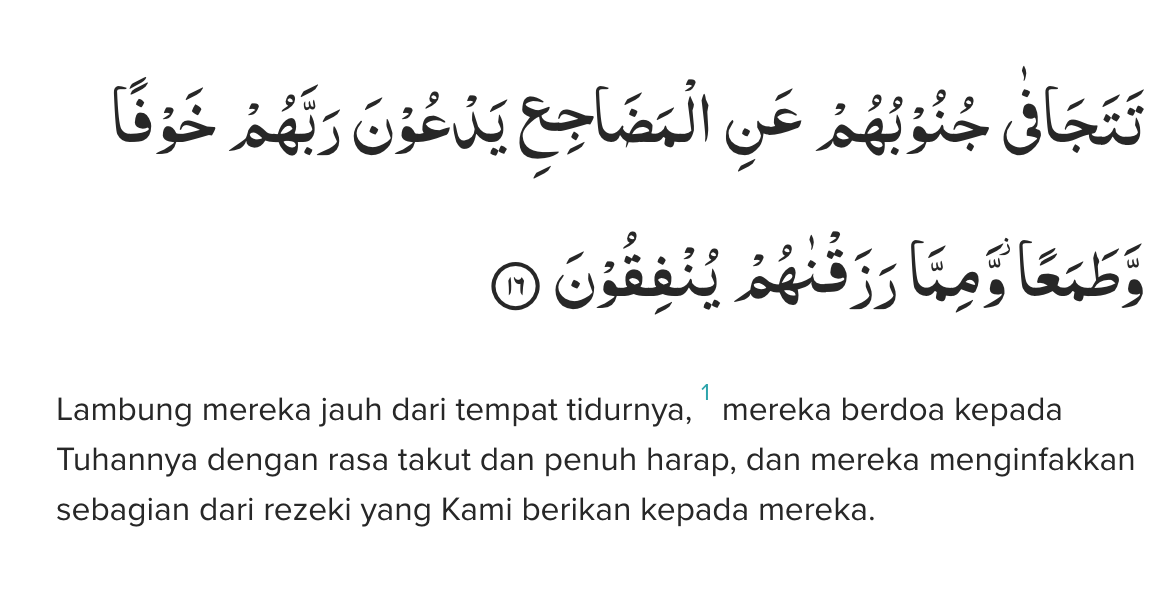 تَتَجَافٰى جُنُوْبُهُمْ عَنِ الْمَضَاجِعِ يَدْعُوْنَ رَبَّهُمْ خَوْفًا
وَّطَمَعًاۖ وَّمِمَّا رَزَقْنٰهُمْ يُنْفِقُوْنَ ١٦
Lambung mereka jauh dari tempat tidurnya, 1 mereka berdoa kepada
Tuhannya dengan rasa takut dan penuh harap, dan mereka menginfakkan
sebagian dari rezeki yang Kami berikan kepada mereka.